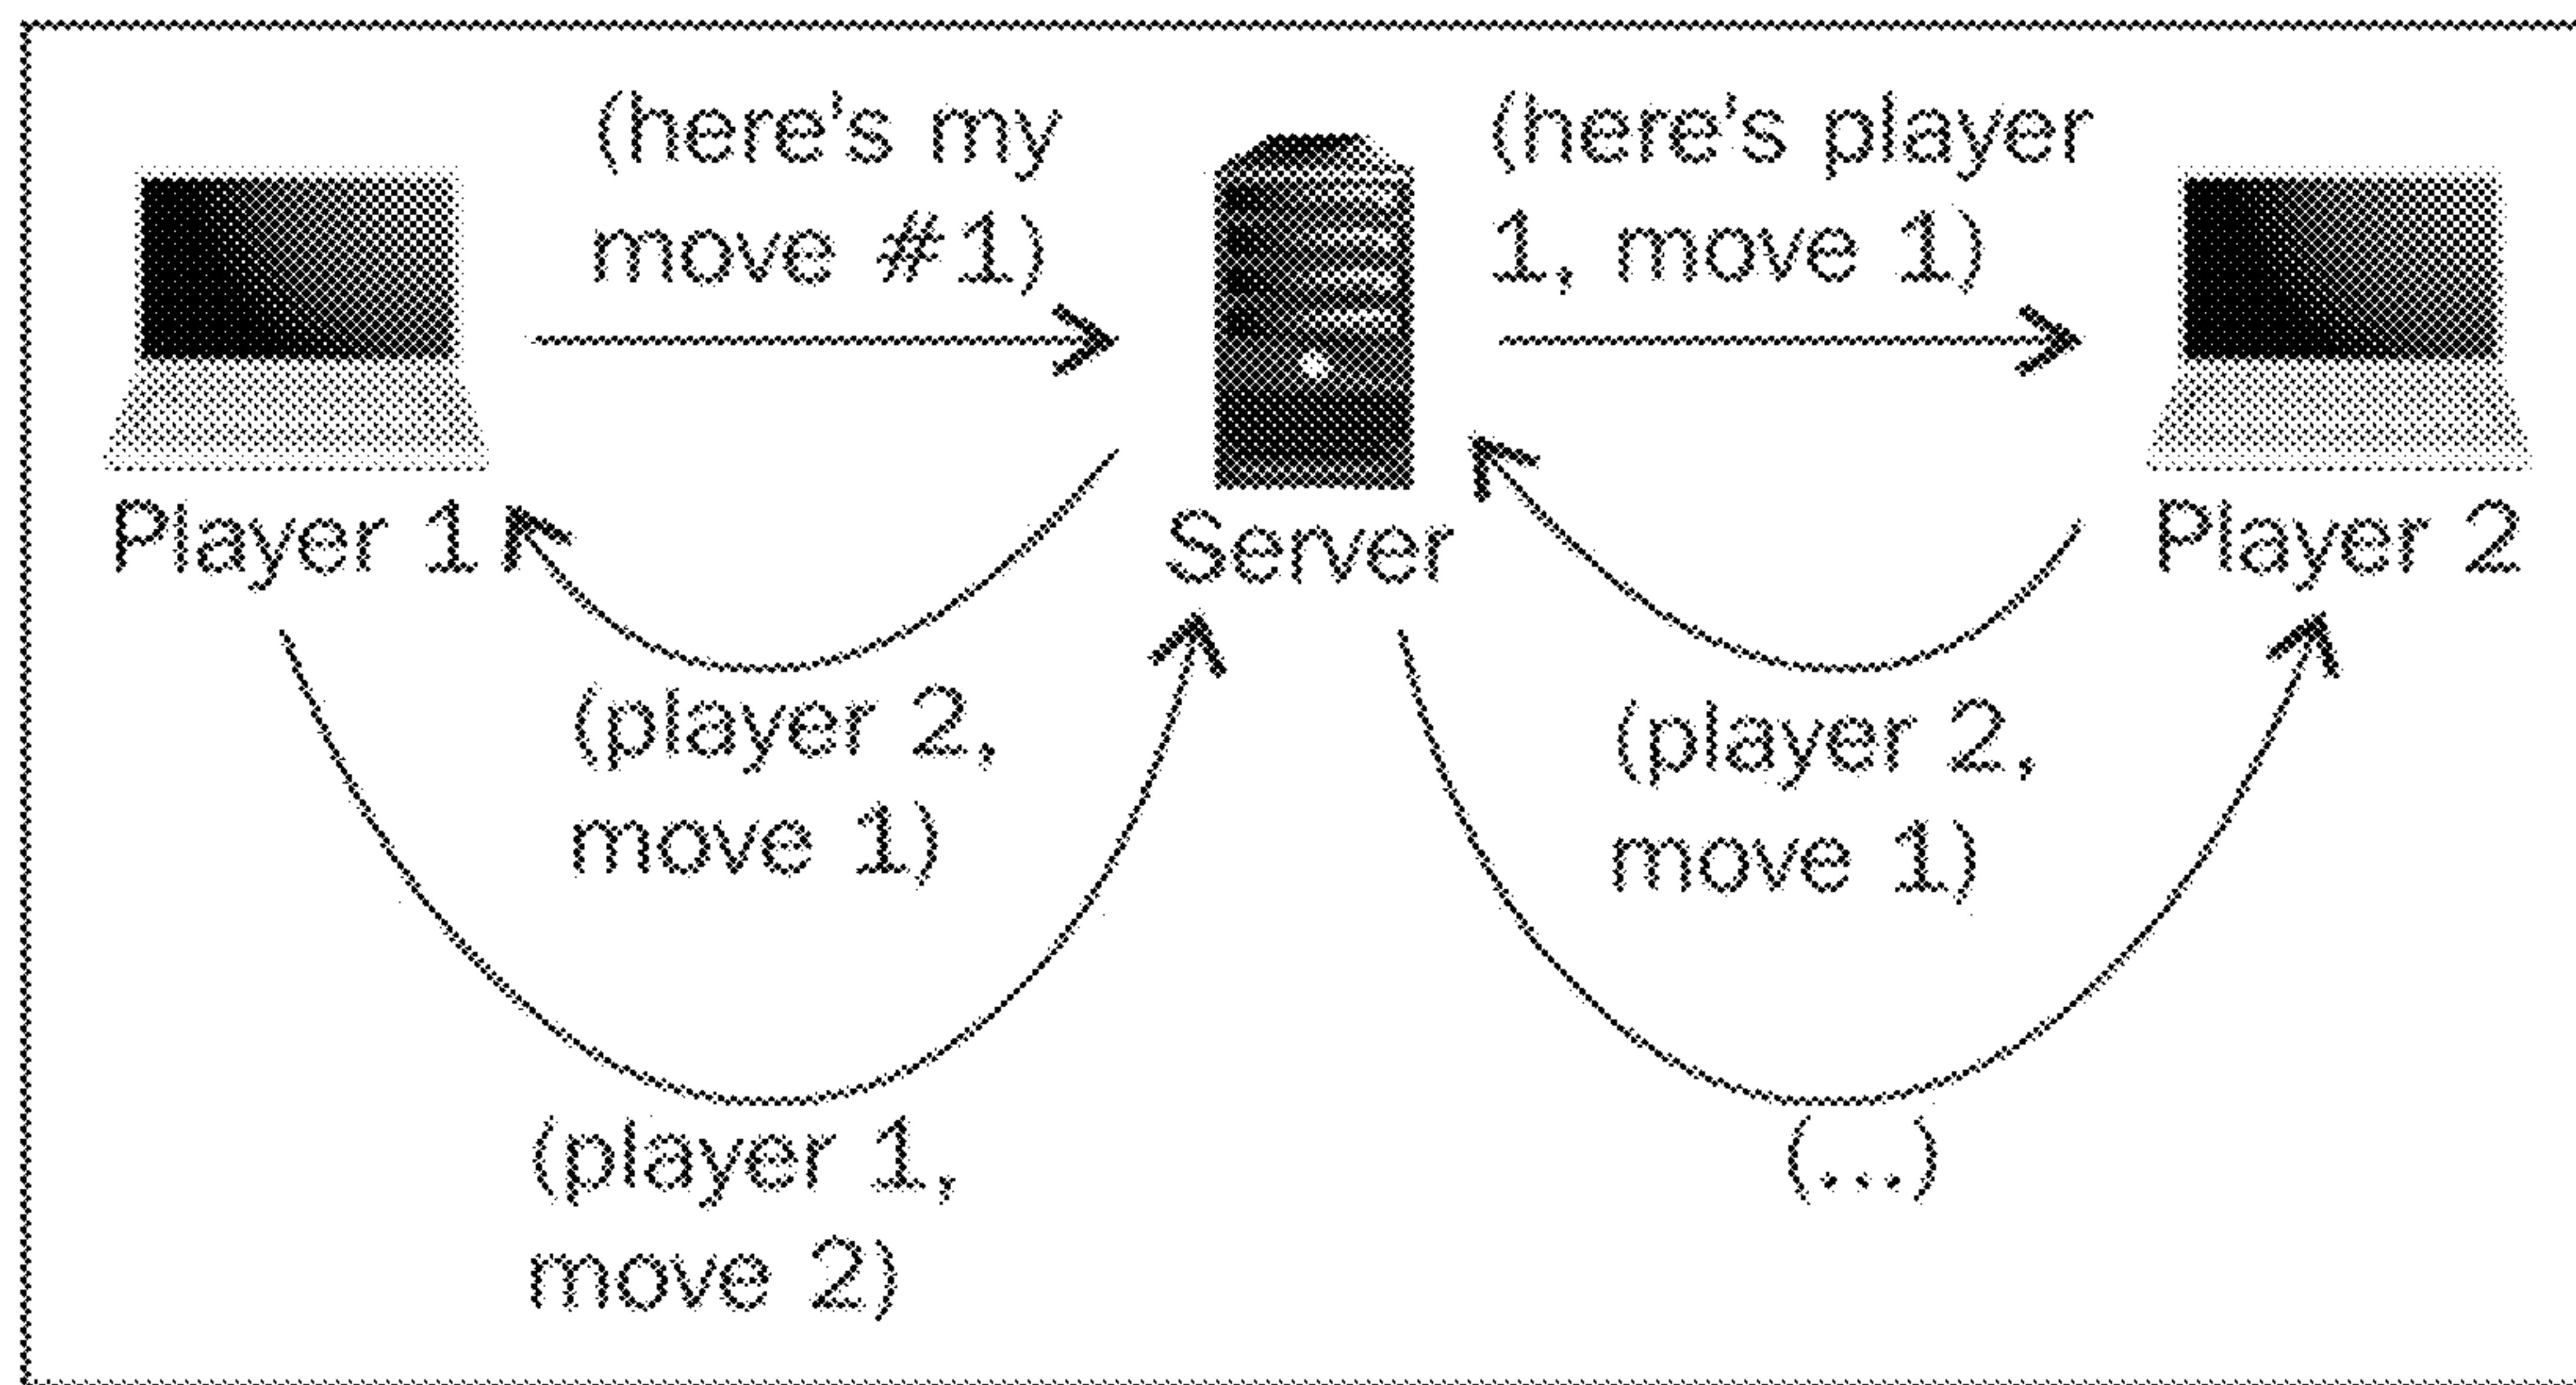 (here's my
move #1)
(here's player
1, move 1)
Player 1
Server
Player 2
(player 2,
move 1)
(player 2,
move 1)
(player 1,
move 2)
(...)